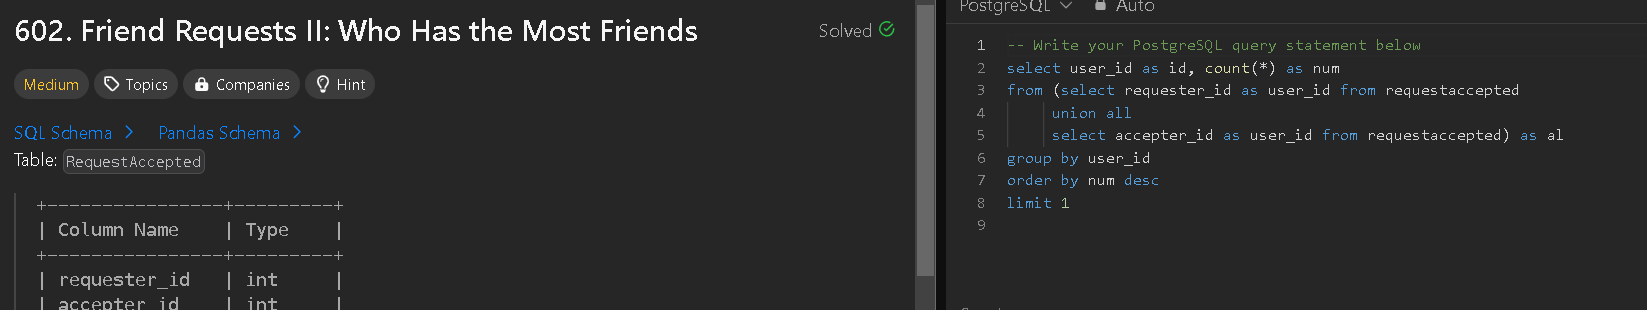 602. Friend Requests II: Who Has the Most Friends
Solved
Medium Topics Companies Hint
SQL Schema > Pandas Schema >
Table: RequestAccepted
+----------------+---------+
| Column Name    | Type    |
+----------------+---------+
| requester_id   | int     |
| accepter_id    | int     |
PostgreSQL Auto
1 -- Write your PostgreSQL query statement below
2 select user_id as id, count(*) as num
3 from (select requester_id as user_id from requestaccepted
4 union all
5 select accepter_id as user_id from requestaccepted) as al
6 group by user_id
7 order by num desc
8 limit 1
9